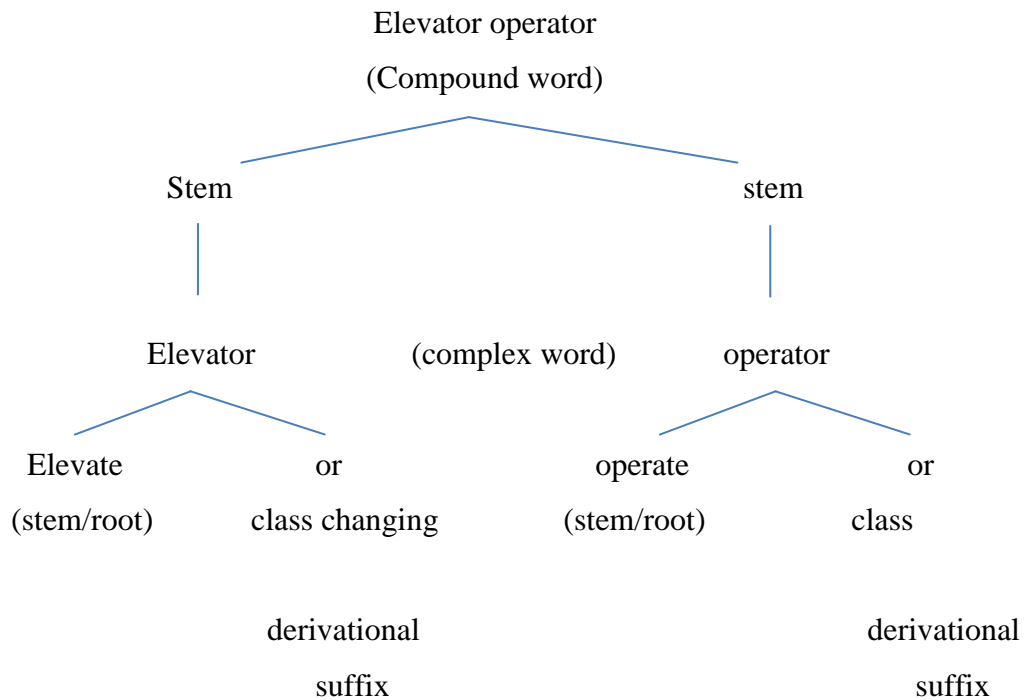 Elevator operator
(Compound word)
Stem stem
Elevator (complex word) operator
Elevate or operate or
(stem/root) class changing (stem/root) class
derivational derivational
suffix suffix